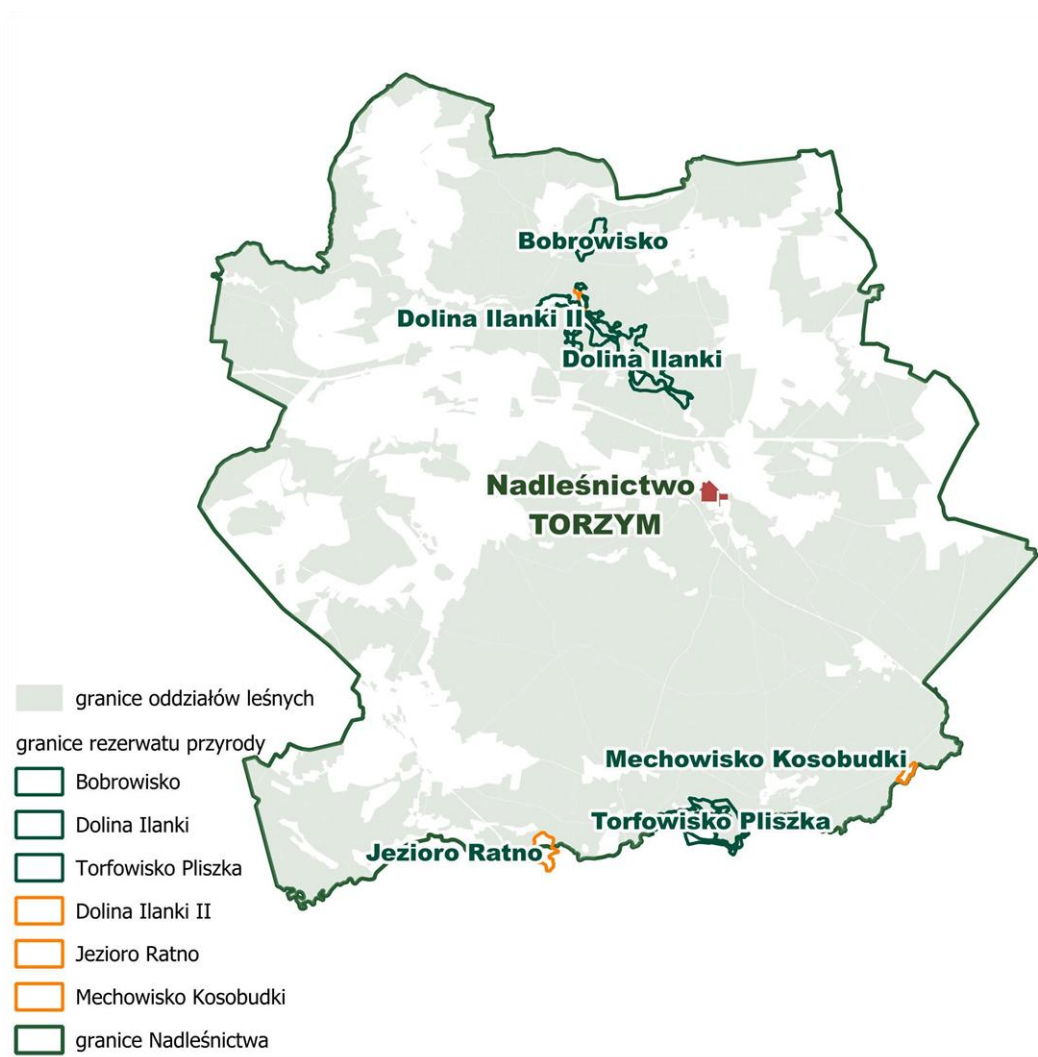 Bobrowisko
Dolina Ilanki II
Dolina Ilanki
Nadleśnictwo
TORZYM
Mechowisko Kosobudki
Torfowisko Pliszka
Jezioro Ratno
granice oddziałów leśnych
granice rezerwatu przyrody
Bobrowisko
Dolina Ilanki
Torfowisko Pliszka
Dolina Ilanki II
Jezioro Ratno
Mechowisko Kosobudki
granice Nadleśnictwa